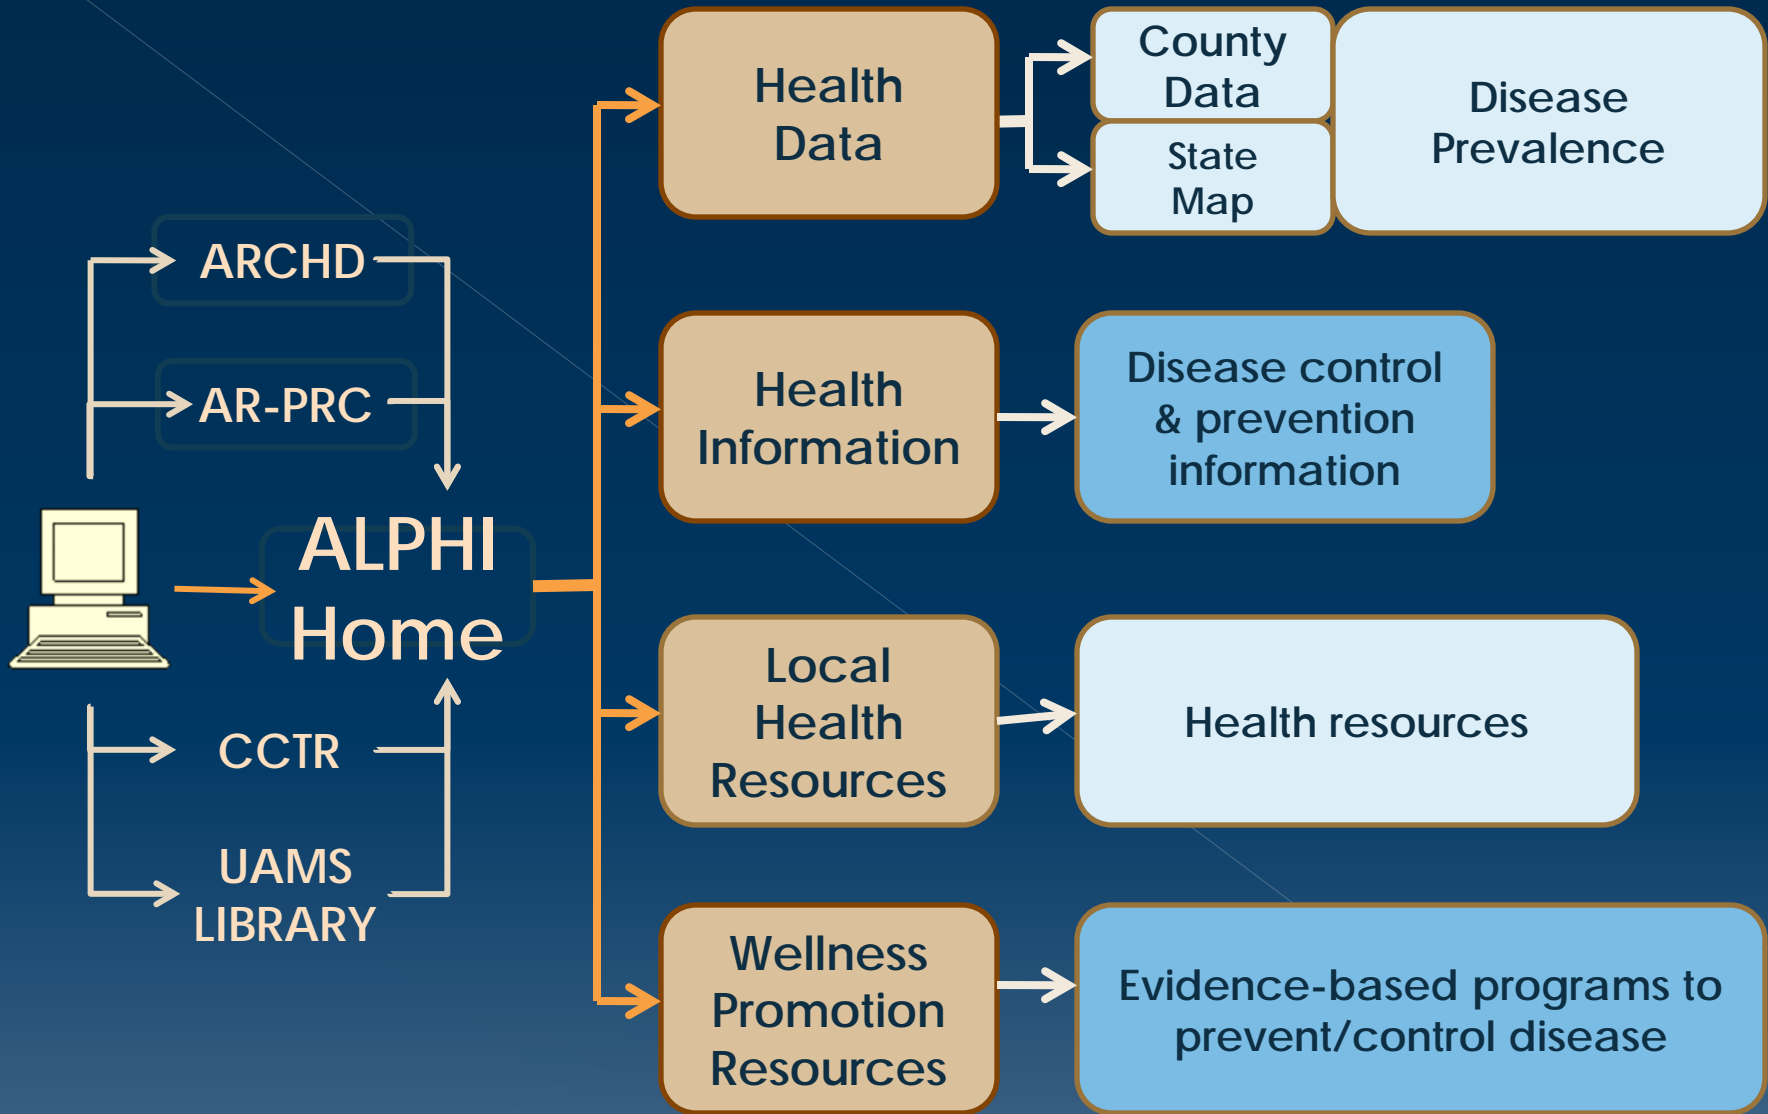 ARCHD
AR-PRC
ALPHI
Home
CCTR
UAMS
LIBRARY
Health
Data
County
Data
State
Map
Disease
Prevalence
Health
Information
Disease control
& prevention
information
Local
Health
Resources
Health resources
Wellness
Promotion
Resources
Evidence-based programs to
prevent/control disease